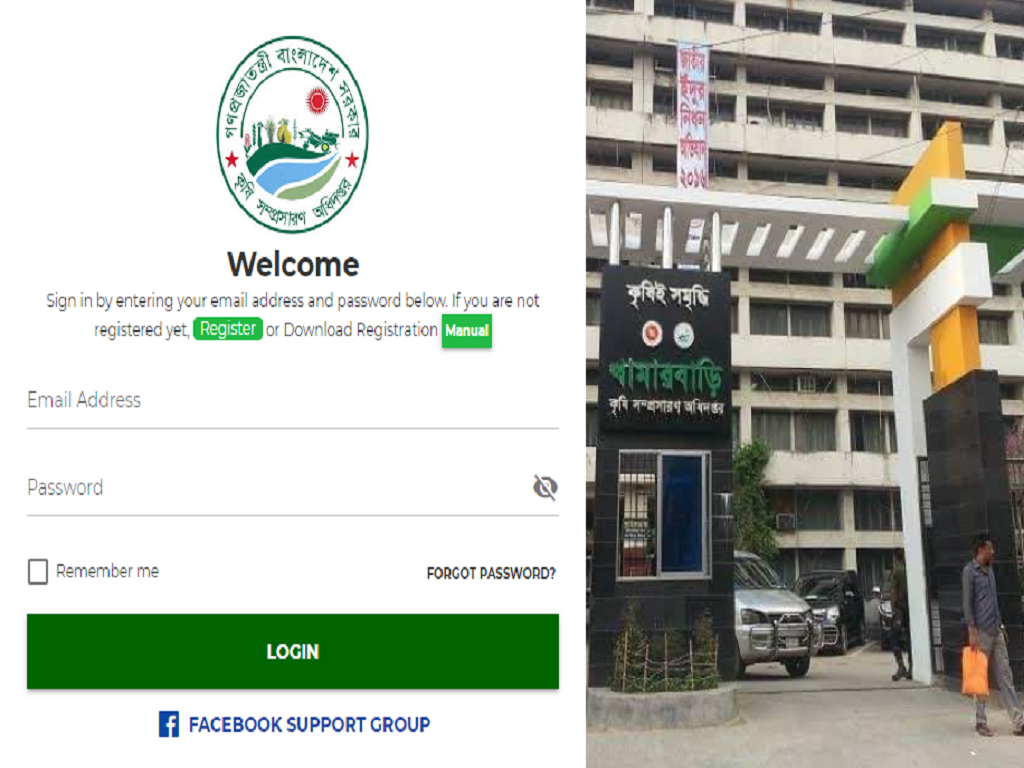 গণপ্রজাতন্ত্রী বাংলাদেশ সরকার
কৃষি সম্প্রসারণ অধিদপ্তর
Welcome
Sign in by entering your email address and password below. If you are not
registered yet, Register or Download Registration Manual
Email Address
Password
Remember me
FORGOT PASSWORD?
LOGIN
FACEBOOK SUPPORT GROUP
জাতীয়
ইঁদুর
নিধন
অভিযান
২০১৬
কৃষিই সমৃদ্ধি
খামারবাড়ি
কৃষি সম্প্রসারণ অধিদপ্তর